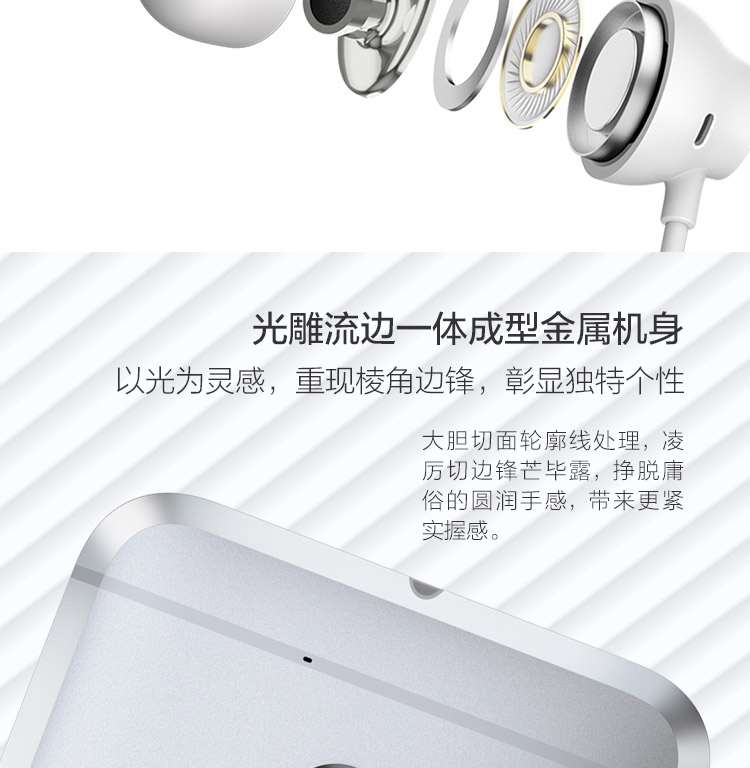 光雕流边一体成型金属机身
以光为灵感，重现棱角边锋，彰显独特个性
大胆切面轮廓线处理，凌
厉切边锋芒毕露，挣脱庸
俗的圆润手感，带来更紧
实握感。